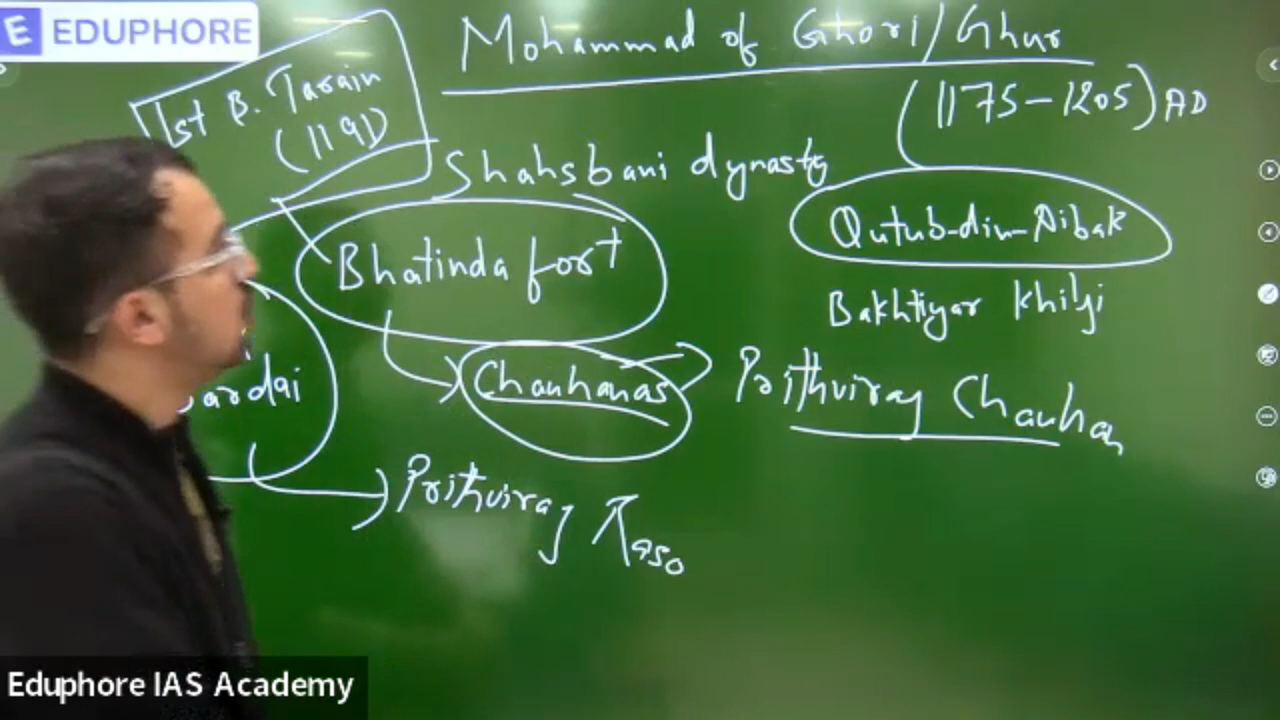 EDUPHORE
Mohammad of Ghori/Ghur
(1175-1205) AD
1st B. Tarain
(1191)
Shahsbani dynasty
Qutub-din-Aibak
Bhatinda fort
Bakhtiyar Khilji
Chauhanas
Prithviraj Chauhan
ardai
Prithviraj Raso
Eduphore IAS Academy